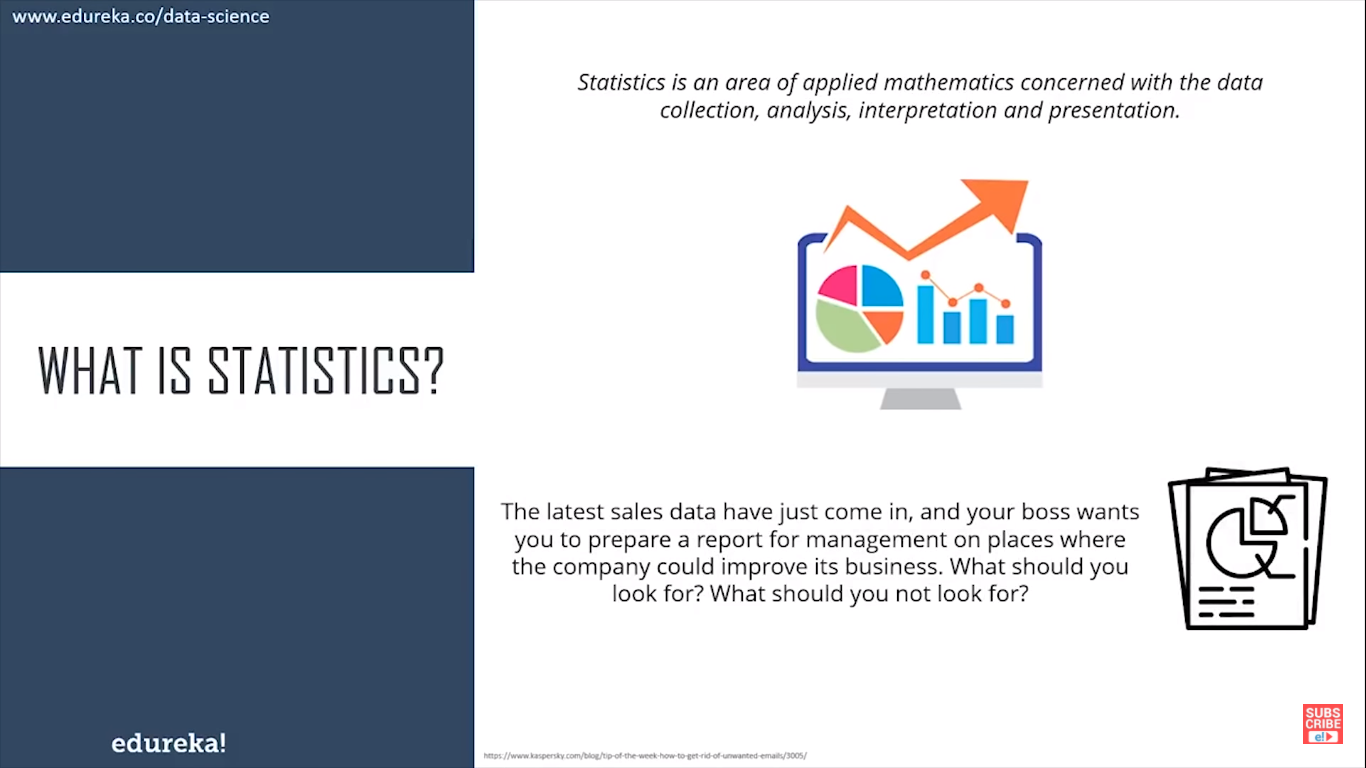 www.edureka.co/data-science
WHAT IS STATISTICS?
edureka!
Statistics is an area of applied mathematics concerned with the data
collection, analysis, interpretation and presentation.
The latest sales data have just come in, and your boss wants
you to prepare a report for management on places where
the company could improve its business. What should you
look for? What should you not look for?
https://www.kaspersky.com/blog/tip-of-the-week-how-to-get-rid-of-unwanted-emails/3005/
SUBS
CRIBE
e!